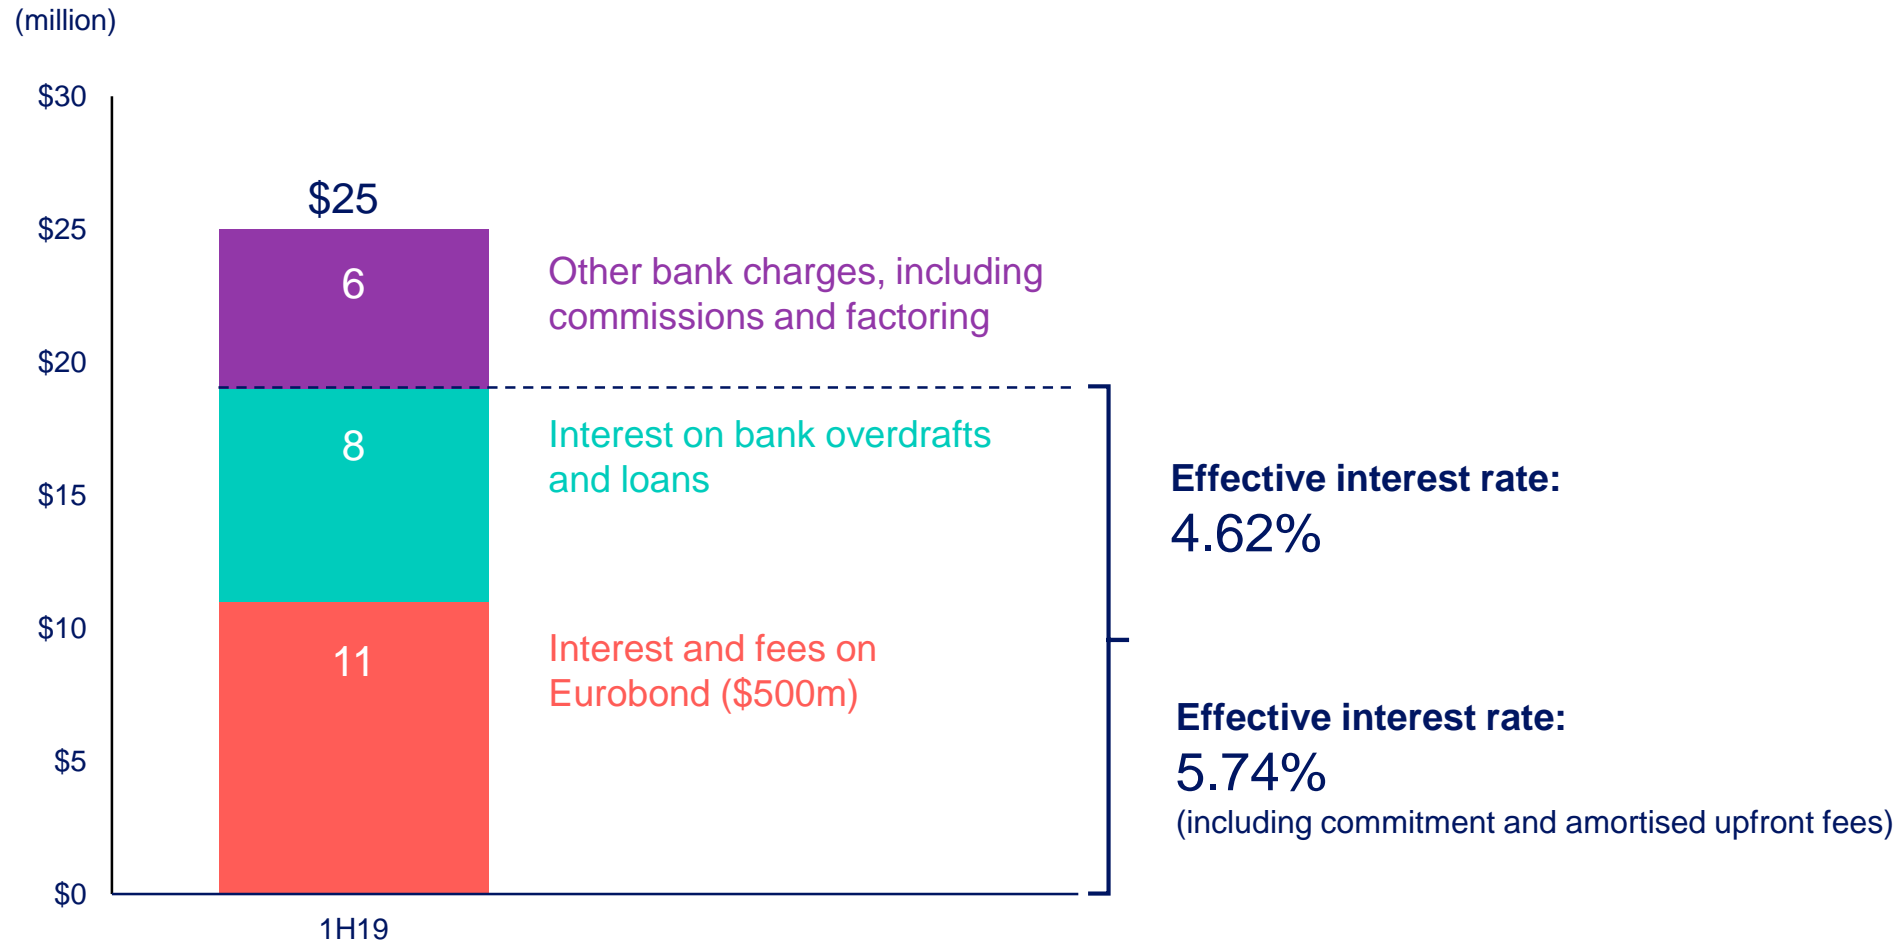 (million)
$30
$25
$20
$15
$10
$5
$0
$25
6
8
11
1H19
Other bank charges, including
commissions and factoring
Interest on bank overdrafts
and loans
Interest and fees on
Eurobond ($500m)
Effective interest rate:
4.62%
Effective interest rate:
5.74%
(including commitment and amortised upfront fees)